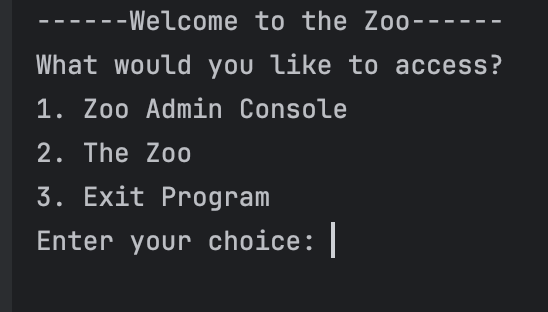 ------Welcome to the Zoo------
What would you like to access?
1. Zoo Admin Console
2. The Zoo
3. Exit Program
Enter your choice: